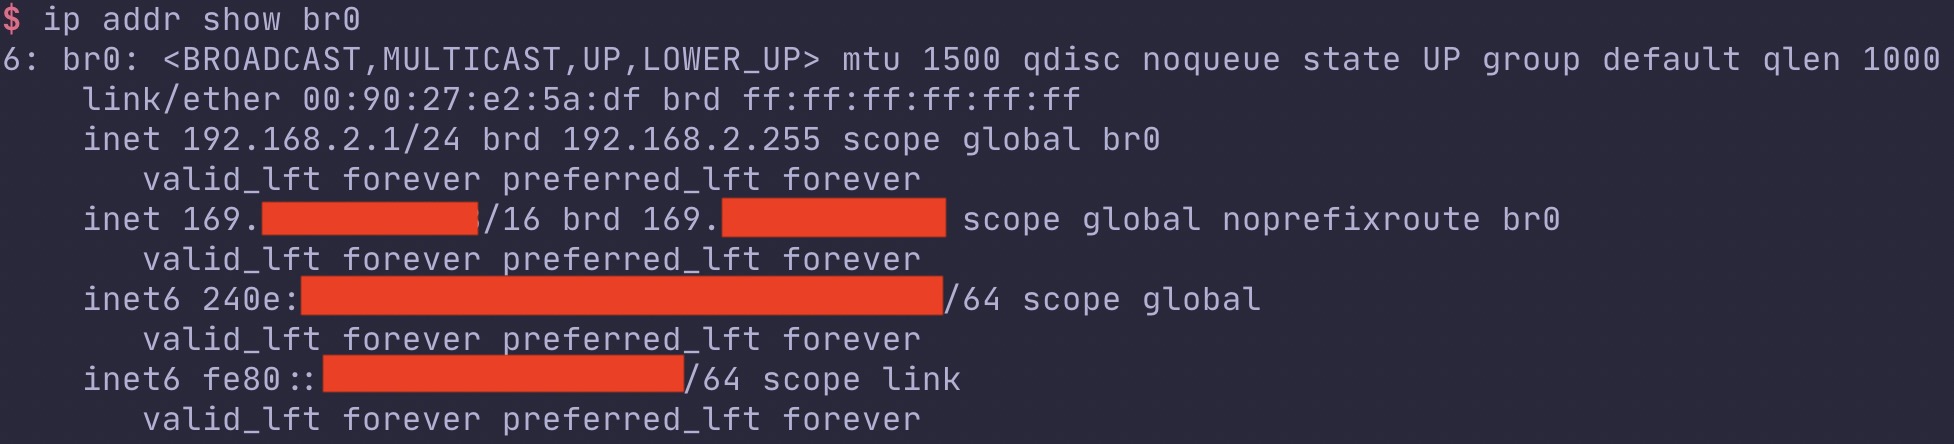 $ ip addr show br0
6: br0: <BROADCAST,MULTICAST,UP,LOWER_UP> mtu 1500 qdisc noqueue state UP group default qlen 1000
link/ether 00:90:27:e2:5a:df brd ff:ff:ff:ff:ff:ff
inet 192.168.2.1/24 brd 192.168.2.255 scope global br0
valid_lft forever preferred_lft forever
inet 169. /16 brd 169. scope global noprefixroute br0
valid_lft forever preferred_lft forever
inet6 240e: /64 scope global
valid_lft forever preferred_lft forever
inet6 fe80:: /64 scope link
valid_lft forever preferred_lft forever